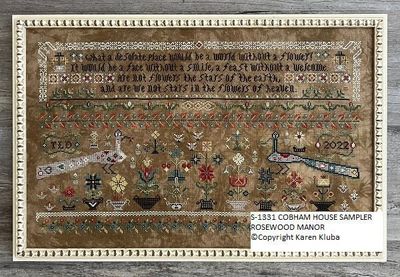 What a desolate place would be a world without a flower!
It would be a face without a smile, a feast without a welcome.
Are not flowers the stars of the earth,
and are we not stars in the flowers of heaven.
TLD
2022
S-1331 COBHAM HOUSE SAMPLER
ROSEWOOD MANOR
©Copyright Karen Kluba